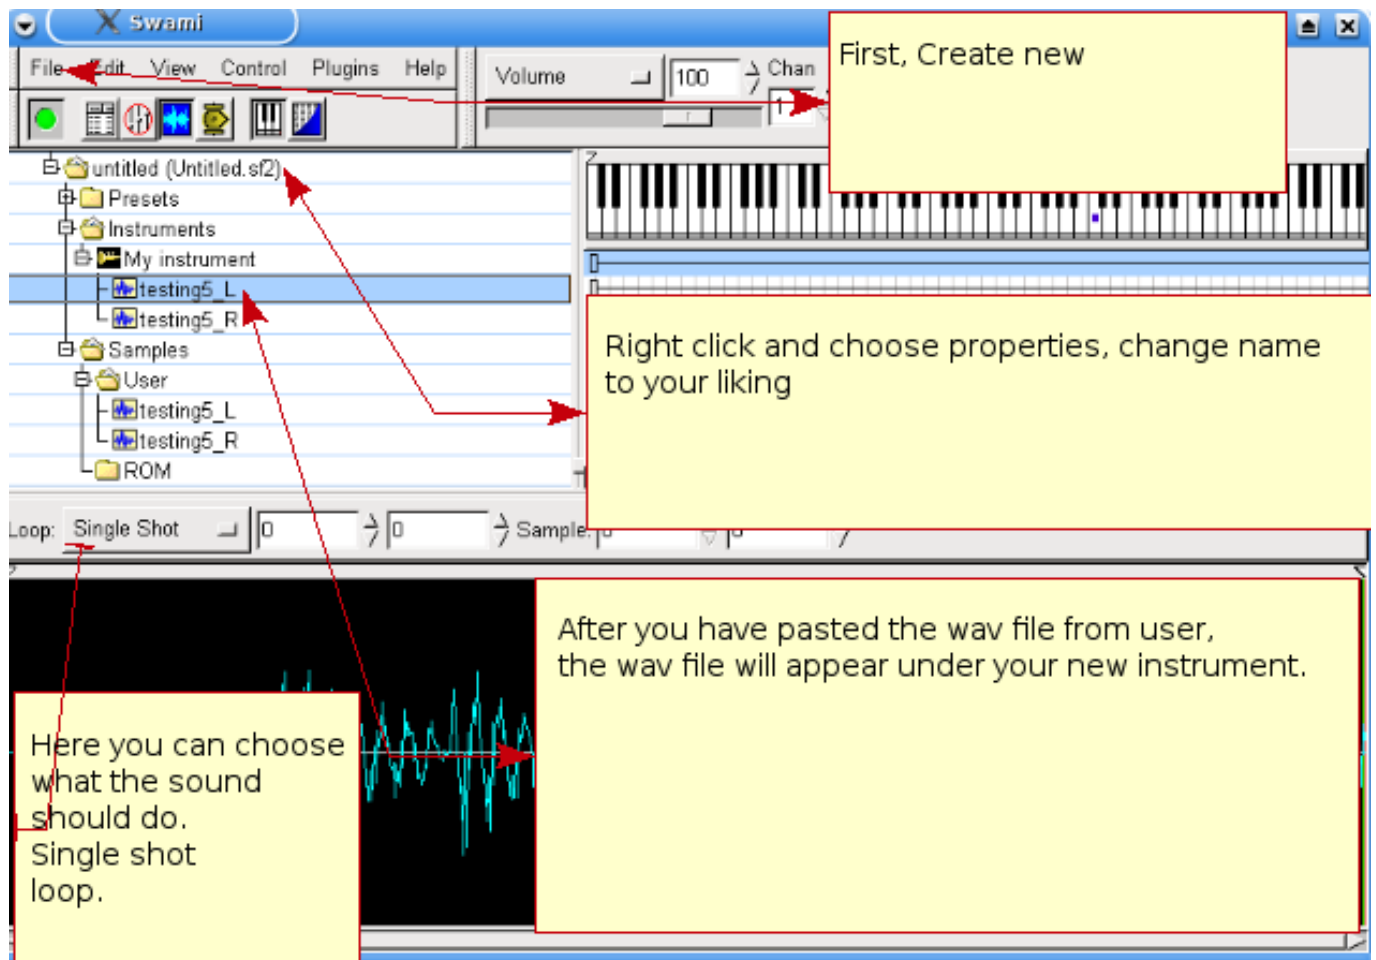 Swami
First, Create new
File Edit View Control Plugins Help
Volume 100 Chan
1
untitled (Untitled.sf2)
Presets
Instruments
My instrument
testing5_L
testing5_R
Samples
User
testing5_L
testing5_R
ROM
Right click and choose properties, change name
to your liking
Loop: Single Shot 0 0 Sample:
After you have pasted the wav file from user,
the wav file will appear under your new instrument.
Here you can choose
what the sound
should do.
Single shot
loop.